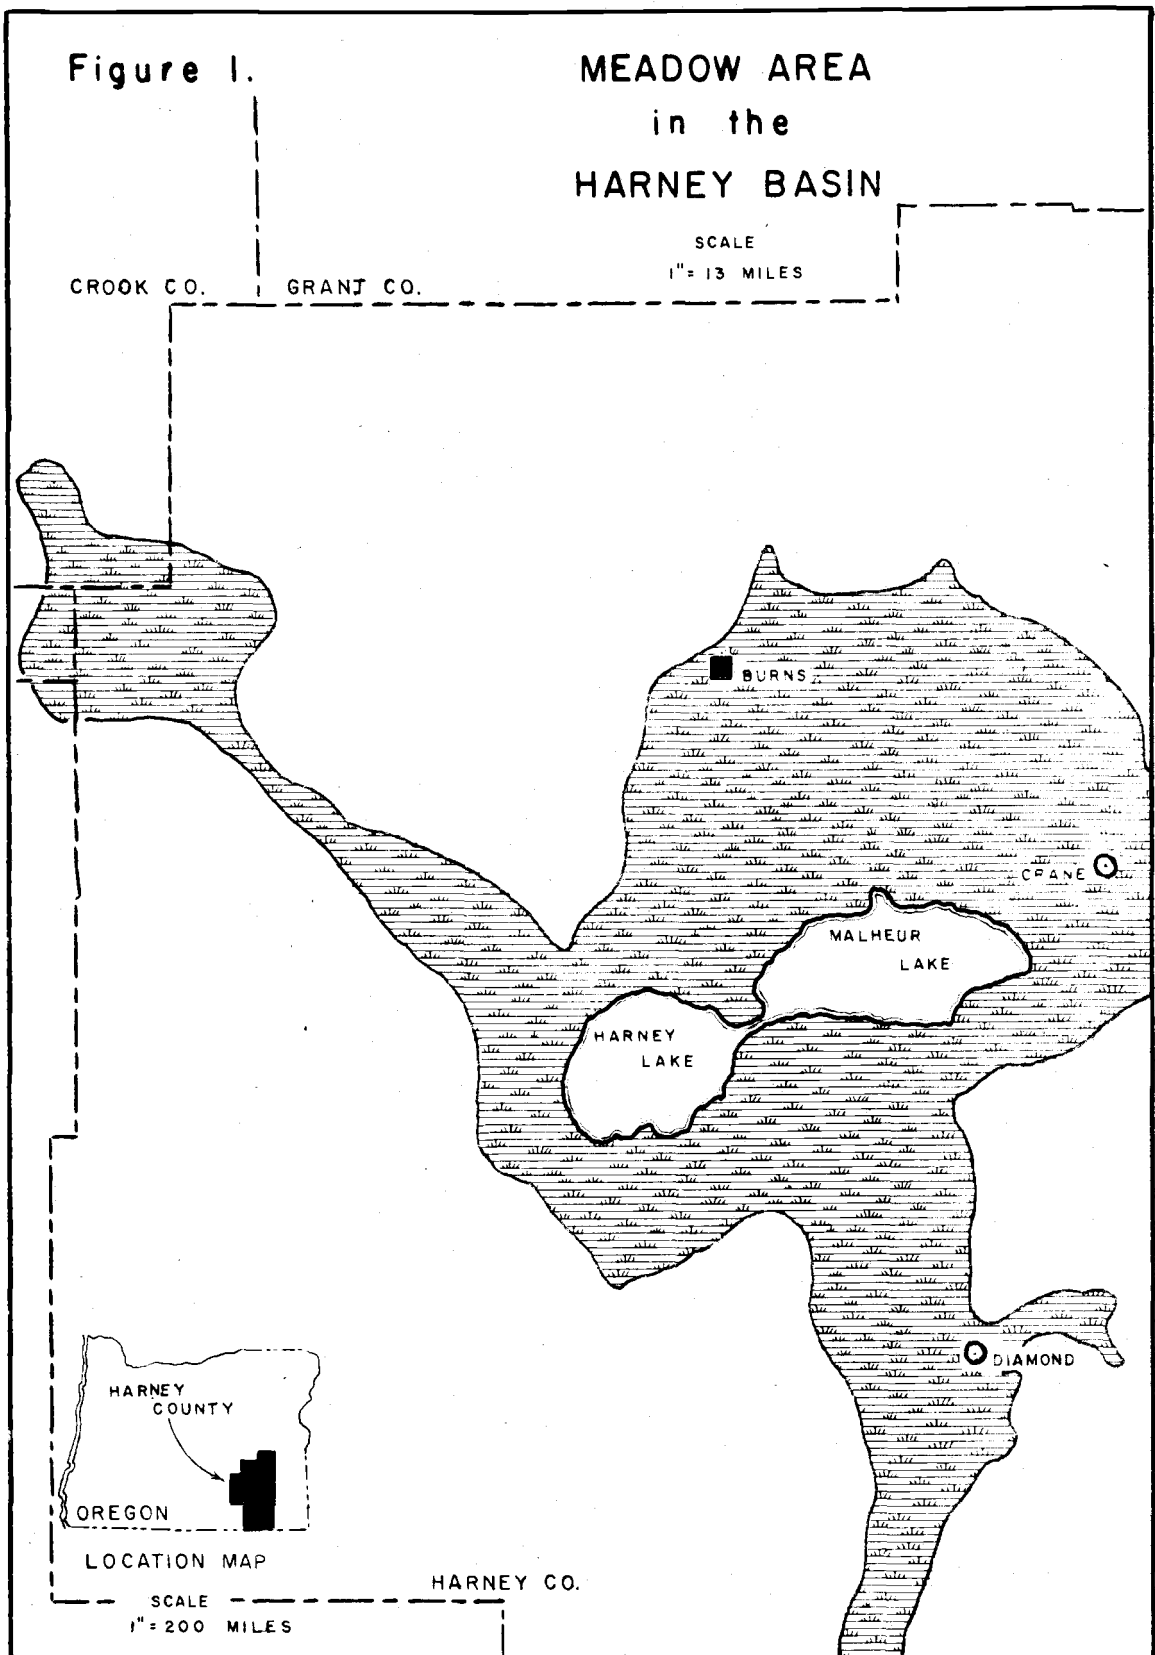 Figure 1.
MEADOW AREA
in the
HARNEY BASIN
SCALE
1"= 13 MILES
CROOK CO.
GRANT CO.
BURNS
CRANE
MALHEUR
LAKE
HARNEY
LAKE
DIAMOND
HARNEY
COUNTY
OREGON
LOCATION MAP
HARNEY CO.
SCALE
1"= 200 MILES